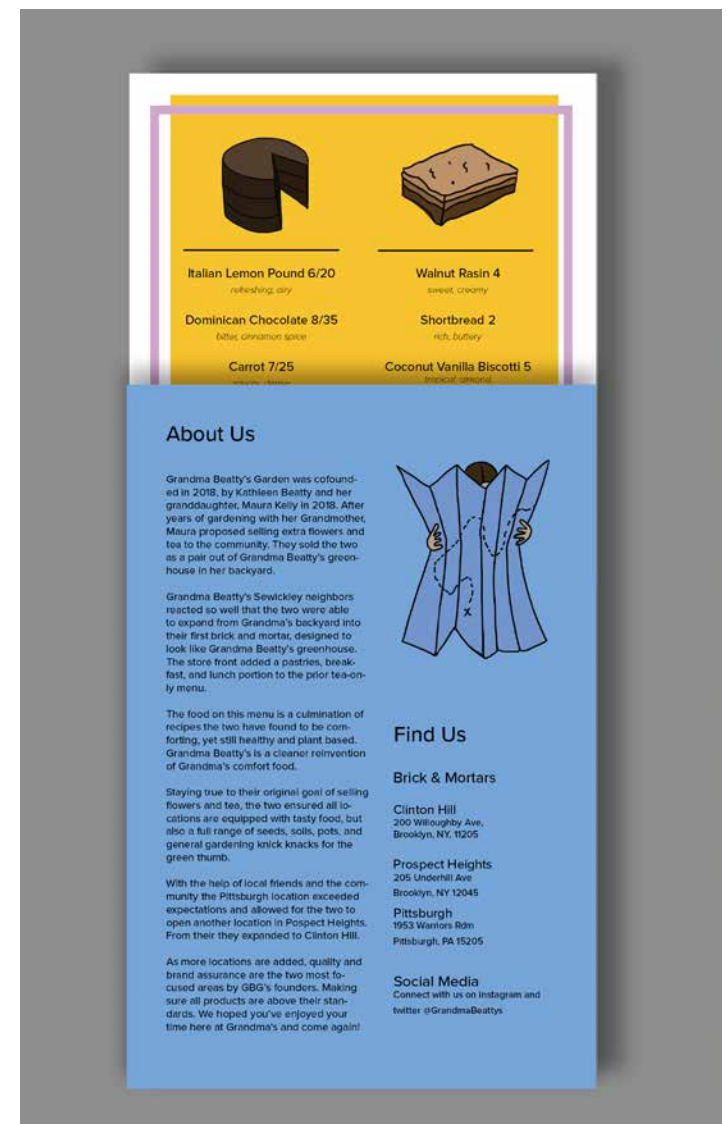 Italian Lemon Pound 6/20
refreshing, airy
Dominican Chocolate 8/35
bitter, cinnamon spice
Carrot 7/25
Walnut Rasin 4
sweet, creamy
Shortbread 2
rich, buttery
Coconut Vanilla Biscotti 5
tropical, almond
About Us
Grandma Beatty's Garden was cofound-
ed in 2018, by Kathleen Beatty and her
granddaughter, Maura Kelly in 2018. After
years of gardening with her Grandmother,
Maura proposed selling extra flowers and
tea to the community. They sold the two
as a pair out of Grandma Beatty's green-
house in her backyard.
Grandma Beatty's Sewickley neighbors
reacted so well that the two were able
to expand from Grandma's backyard into
their first brick and mortar, designed to
look like Grandma Beatty's greenhouse.
The store front added a pastries, break-
fast, and lunch portion to the prior tea-on-
ly menu.
The food on this menu is a culmination of
recipes the two have found to be com-
forting, yet still healthy and plant based.
Grandma Beatty's is a cleaner reinvention
of Grandma's comfort food.
Staying true to their original goal of selling
flowers and tea, the two ensured all lo-
cations are equipped with tasty food, but
also a full range of seeds, soils, pots, and
general gardening knick knacks for the
green thumb.
With the help of local friends and the com-
munity the Pittsburgh location exceeded
expectations and allowed for the two to
open another location in Pospect Heights.
From their they expanded to Clinton Hill.
As more locations are added, quality and
brand assurance are the two most fo-
cused areas by GBG's founders. Making
sure all products are above their stan-
dards. We hoped you've enjoyed your
time here at Grandma's and come again!
x
Find Us
Brick & Mortars
Clinton Hill
200 Willoughby Ave,
Brooklyn, NY, 11205
Prospect Heights
205 Underhill Ave
Brooklyn, NY 12045
Pittsburgh
1953 Warriors Rdm
Pittsburgh, PA 15205
Social Media
Connect with us on instagram and
twitter @GrandmaBeattys